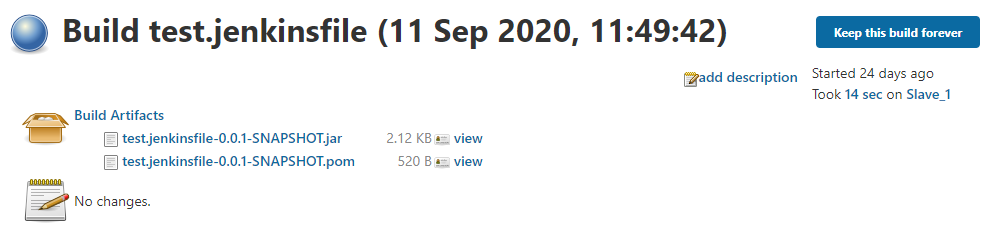 Build test.jenkinsfile (11 Sep 2020, 11:49:42)
Keep this build forever
add description
Started 24 days ago
Took 14 sec on Slave_1
Build Artifacts
test.jenkinsfile-0.0.1-SNAPSHOT.jar 2.12 KB view
test.jenkinsfile-0.0.1-SNAPSHOT.pom 520 B view
No changes.